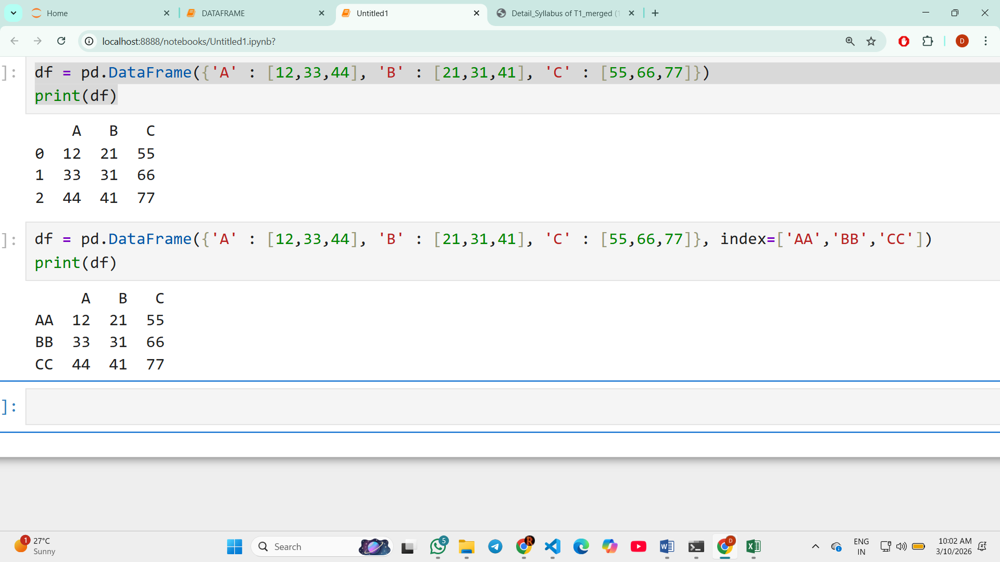 Home
DATAFRAME
Untitled1
Detail_Syllabus of T1_merged (1
localhost:8888/notebooks/Untitled1.ipynb?
D
]: df = pd.DataFrame({'A' : [12,33,44], 'B' : [21,31,41], 'C' : [55,66,77]})
print(df)
A B C
0 12 21 55
1 33 31 66
2 44 41 77
]: df = pd.DataFrame({'A' : [12,33,44], 'B' : [21,31,41], 'C' : [55,66,77]}, index=['AA','BB','CC'])
print(df)
A B C
AA 12 21 55
BB 33 31 66
CC 44 41 77
]:
1
27°C
Sunny
Search
5
R
D
ENG
IN
10:02 AM
3/10/2026